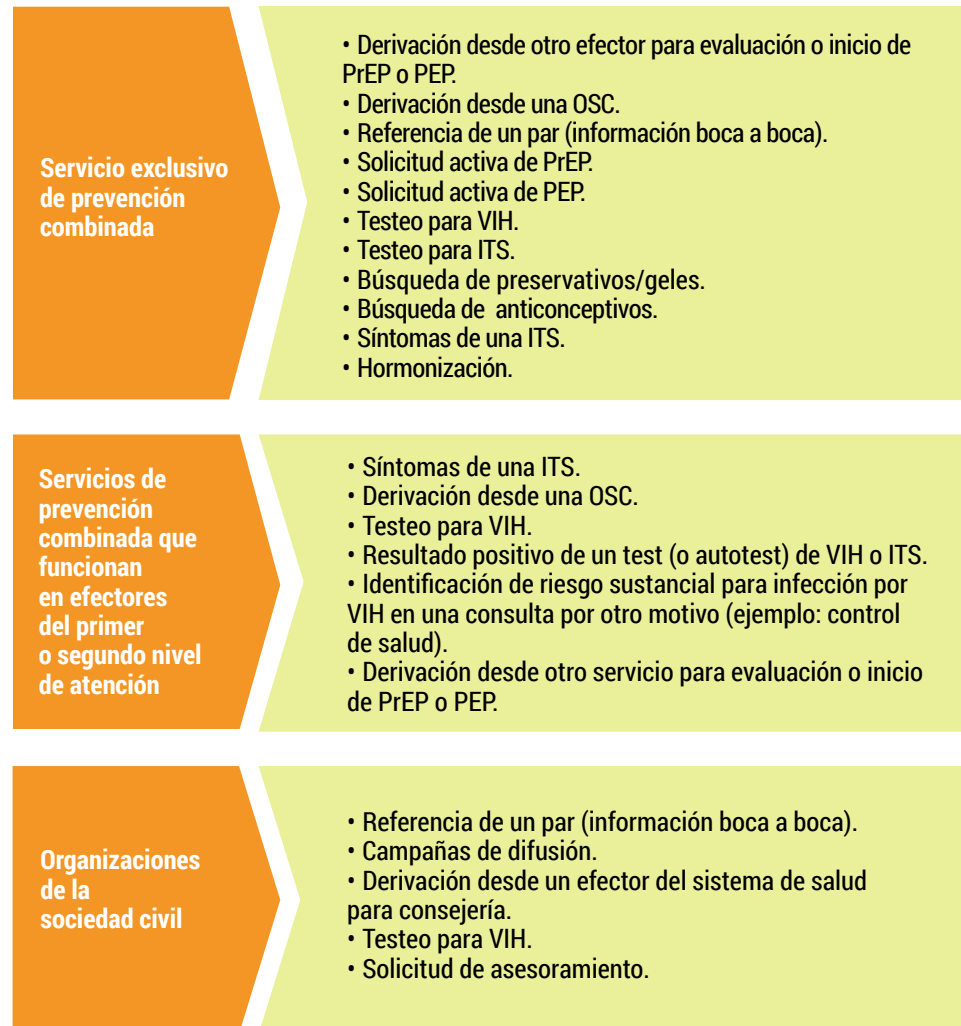 Servicio exclusivo
de prevención
combinada
• Derivación desde otro efector para evaluación o inicio de
PrEP o PEP.
• Derivación desde una OSC.
• Referencia de un par (información boca a boca).
• Solicitud activa de PrEP.
• Solicitud activa de PEP.
• Testeo para VIH.
• Testeo para ITS.
• Búsqueda de preservativos/geles.
• Búsqueda de anticonceptivos.
• Síntomas de una ITS.
• Hormonización.
Servicios de
prevención
combinada que
funcionan
en efectores
del primer
o segundo nivel
de atención
• Síntomas de una ITS.
• Derivación desde una OSC.
• Testeo para VIH.
• Resultado positivo de un test (o autotest) de VIH o ITS.
• Identificación de riesgo sustancial para infección por
VIH en una consulta por otro motivo (ejemplo: control
de salud).
• Derivación desde otro servicio para evaluación o inicio
de PrEP o PEP.
Organizaciones
de la
sociedad civil
• Referencia de un par (información boca a boca).
• Campañas de difusión.
• Derivación desde un efector del sistema de salud
para consejería.
• Testeo para VIH.
• Solicitud de asesoramiento.